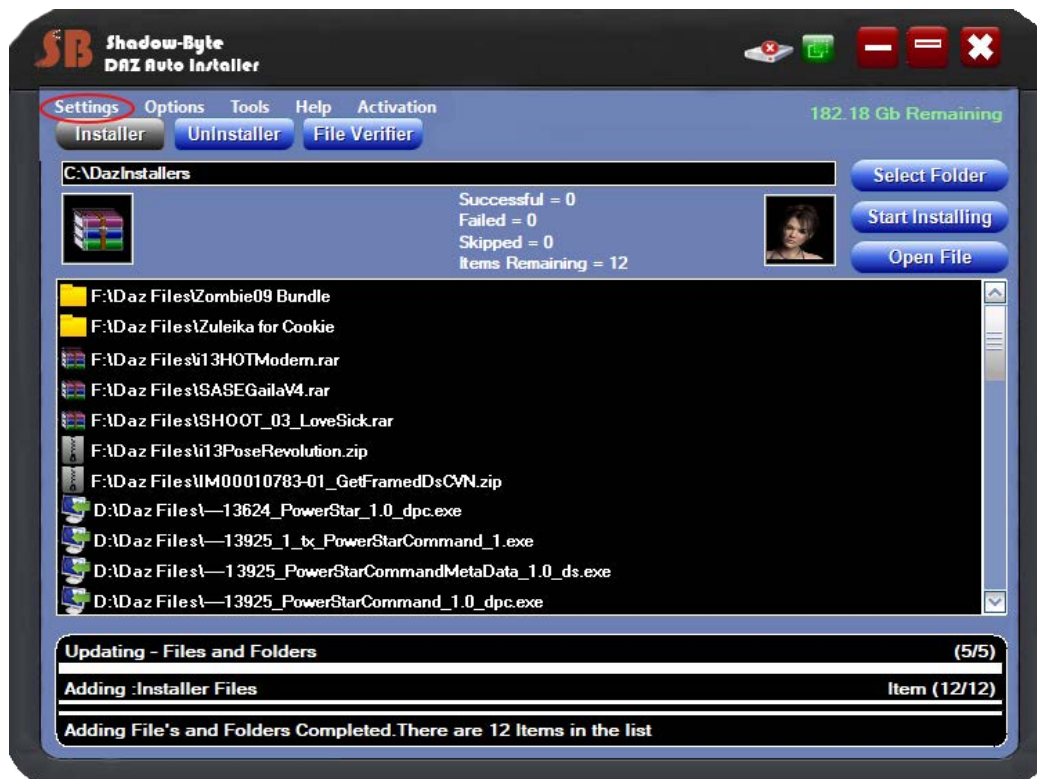 SB
Shadow-Byte
DAZ Auto Installer
Settings Options Tools Help Activation
182.18 Gb Remaining
Installer UnInstaller File Verifier
C:\DazInstallers
Select Folder
Successful = 0
Failed = 0
Skipped = 0
Items Remaining = 12
Start Installing
Open File
F:\Daz Files\Zombie09 Bundle
F:\Daz Files\Zuleika for Cookie
F:\Daz Files\i13HOTModern.rar
F:\Daz Files\SASEGailaV4.rar
F:\Daz Files\SHOOT_03_LoveSick.rar
F:\Daz Files\i13PoseRevolution.zip
F:\Daz Files\IM00010783-01_GetFramedDsCVN.zip
D:\Daz Files\—13624_PowerStar_1.0_dpc.exe
D:\Daz Files\—13925_1_tx_PowerStarCommand_1.exe
D:\Daz Files\—13925_PowerStarCommandMetaData_1.0_ds.exe
D:\Daz Files\—13925_PowerStarCommand_1.0_dpc.exe
Updating - Files and Folders (5/5)
Adding :Installer Files Item (12/12)
Adding File's and Folders Completed.There are 12 Items in the list